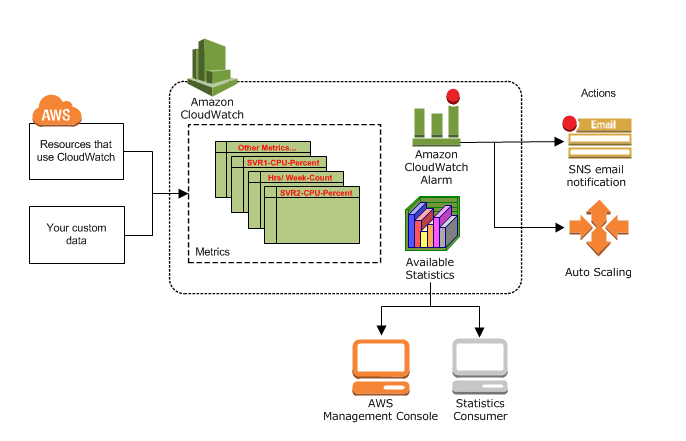 Amazon
CloudWatch
AWS
Resources that
use CloudWatch
Your custom
data
Other Metrics...
SVR1-CPU-Percent
Hrs/ Week-Count
SVR2-CPU-Percent
Metrics
Amazon
CloudWatch
Alarm
Available
Statistics
Actions
Email
SNS email
notification
Auto Scaling
AWS
Management Console
Statistics
Consumer